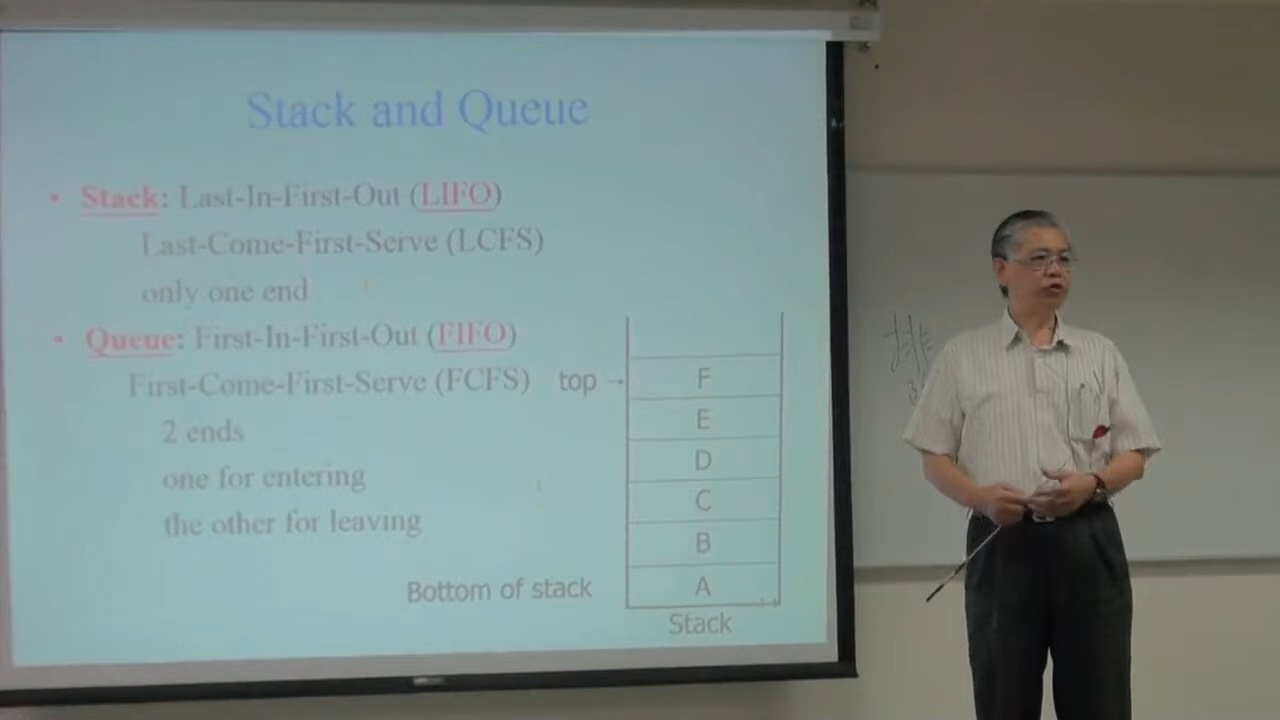 Stack and Queue
• Stack: Last-In-First-Out (LIFO)
Last-Come-First-Serve (LCFS)
only one end
• Queue: First-In-First-Out (FIFO)
First-Come-First-Serve (FCFS)
2 ends
one for entering
the other for leaving
top →
F
E
D
C
B
Bottom of stack
A
Stack